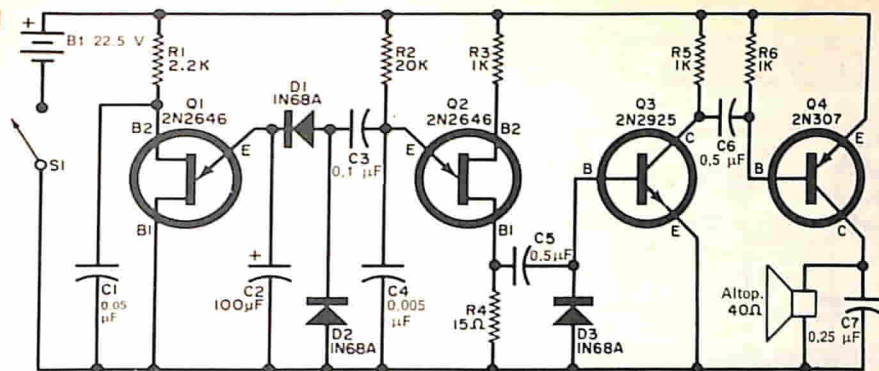 +
B1 22.5 V
S1
R1
2.2K
Q1
2N2646
B2
E
B1
C1
0.05
µF
+
C2
100µF
D1
1N68A
C3
0,1 µF
D2
1N68A
R2
20K
R3
1K
Q2
2N2646
B2
E
B1
C4
0,005
µF
R4
15Ω
C5
0.5µF
D3
1N68A
R5
1K
R6
1K
Q3
2N2925
B
C
E
C6
0,5 µF
Q4
2N307
B
E
C
Altop.
40Ω
0,25 µF
C7